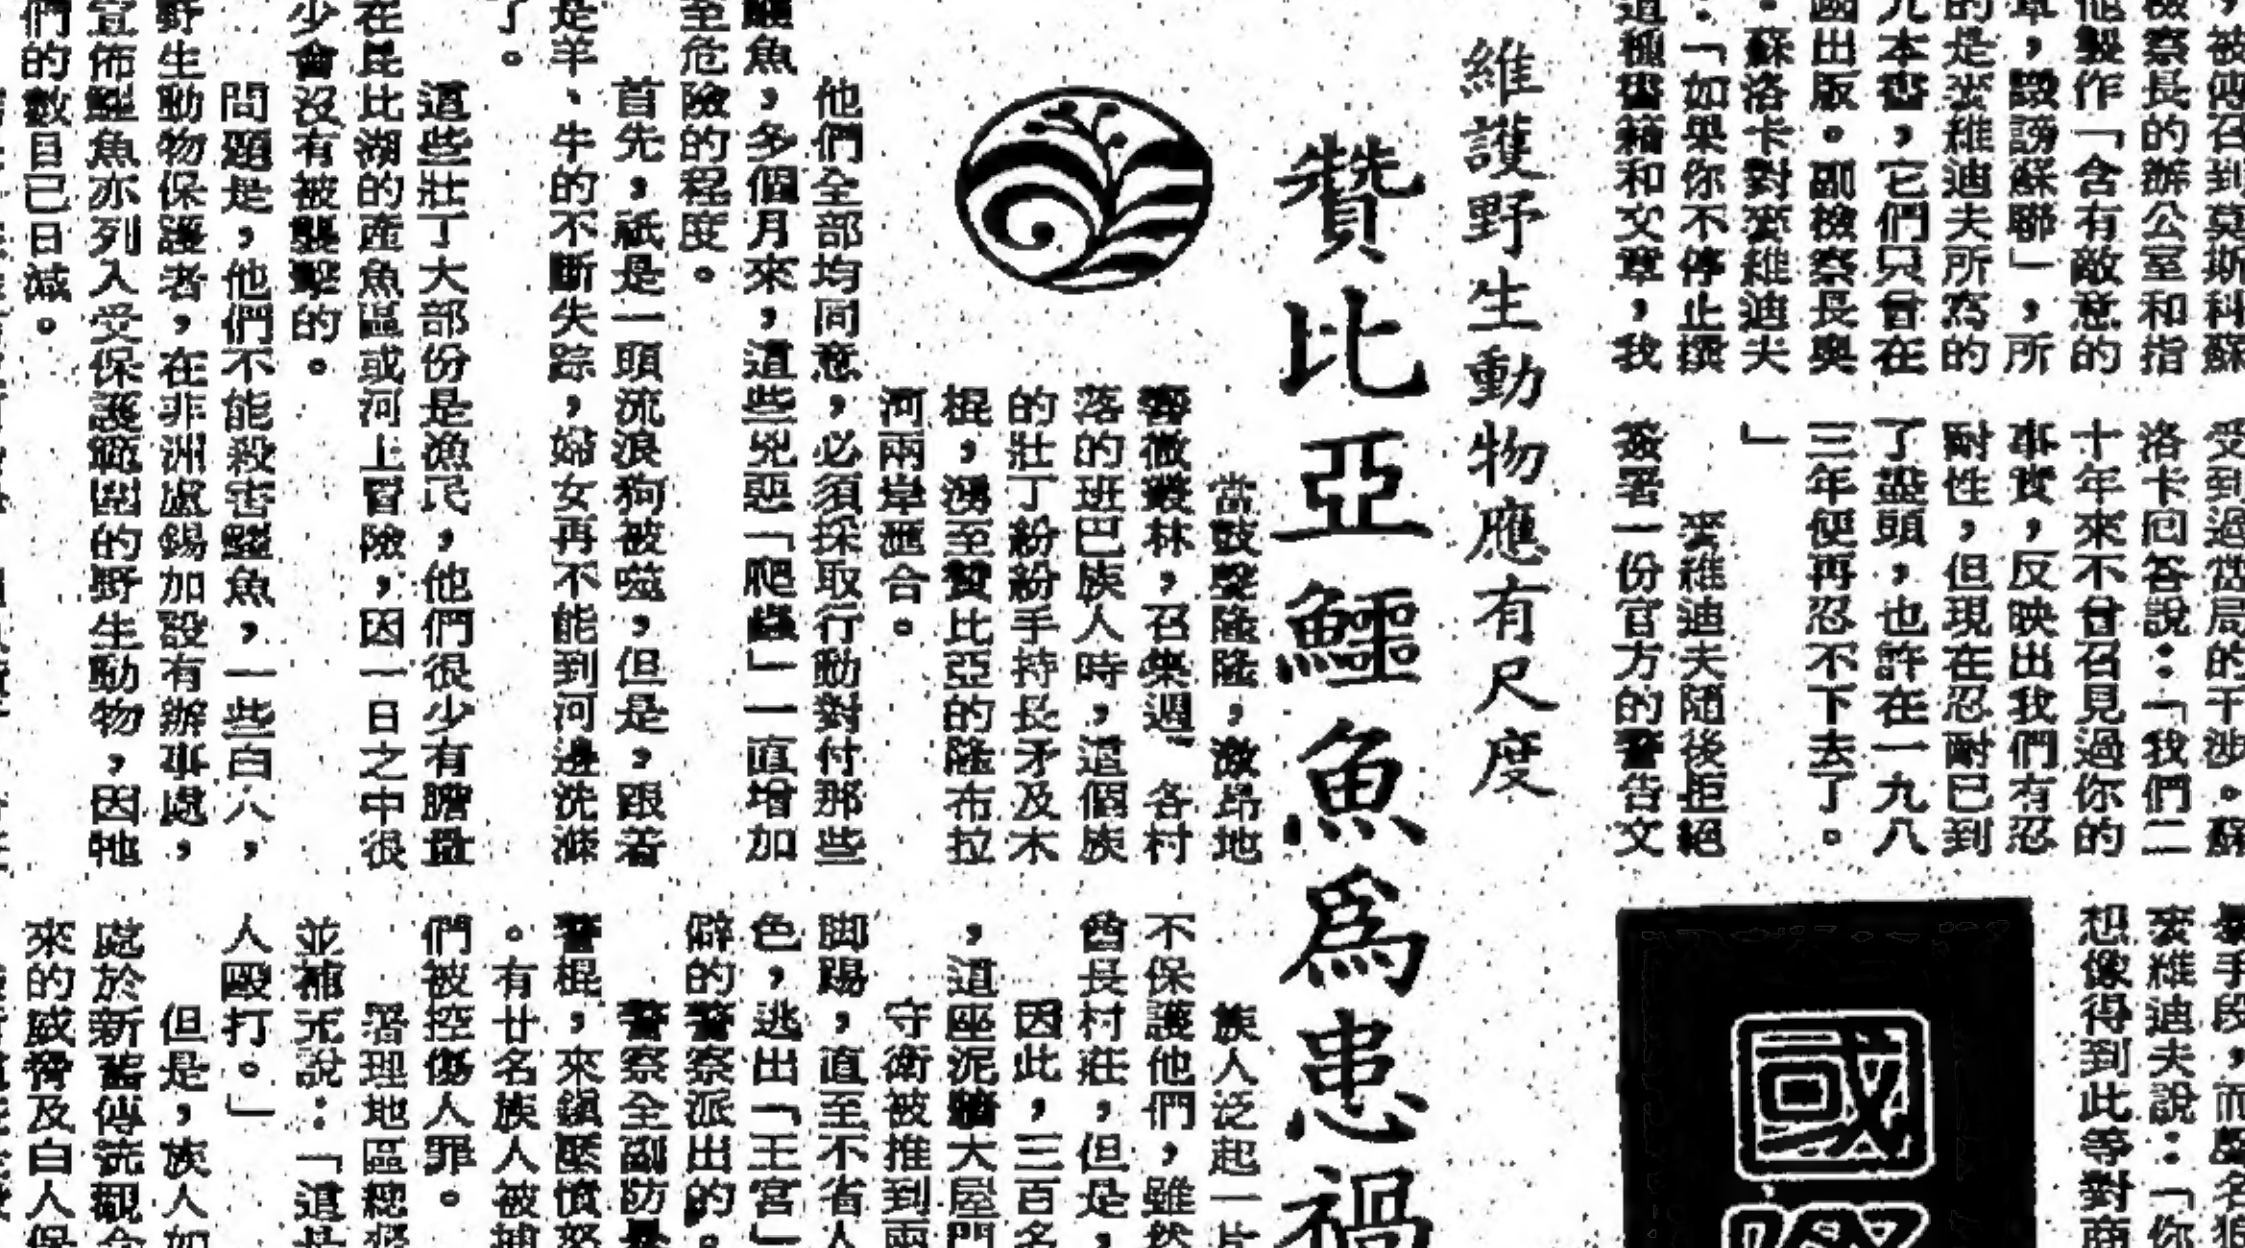 ，被傳召到莫斯科蘇
檢察長的辦公室和指
他製作「含有敵意的
章，譭謗蘇聯」，所
的是麥維迪夫所寫的
九本書，它們只曾在
國出版。副檢察長奧
．蘇洛卡對麥維迪夫
：「如果你不停止撰
這種書籍和文章，我
受到過當局的干涉。蘇
洛卡回答說：「我們二
十年來不曾召見過你的
事實，反映出我們有忍
耐性，但現在忍耐已到
了盡頭，也許在一九八
三年便再忍不下去了。
」
麥維迪夫隨後拒絕
簽署一份官方的警告文
手段，而聲名狼
麥維迪夫說：「你
想像得到此等對商
國際
維護野生動物應有尺度
贊比亞鱷魚為患禍
當鼓聲隆隆，激昂地
響徹叢林，召集週、各村
落的班巴族人時，這個族
的壯丁紛紛手持長矛及木
棍，湧至贊比亞的隆布拉
河兩岸滙合。
他們全部均同意，必須採取行動對付那些
鱷魚，多個月來，這些兇惡「爬蟲」一直增加
至危險的程度。
首先，祇是一頭流浪狗被噬，但是，跟着
是羊、牛的不斷失踪，婦女再不能到河邊洗滌
了。
這些壯丁大部份是漁民，他們很少有膽量
在昆比湖的產魚區或河上冒險，因一日之中很
少會沒有被襲擊的。
問題是，他們不能殺害鱷魚，一些白人，
野生動物保護者，在非洲盧錫加設有辦事處，
宣佈鱷魚亦列入受保護範圍的野生動物，因牠
們的數目已日減。
族人泛起一片
不保護他們，雖然
酋長村莊，但是，
因此，三百名
，這座泥牆大屋門
守衛被推到兩
脚踢，直至不省人
色，逃出「王宮」
僻的警察派出的。
警察全副防暴
警棍，來鎮壓憤怒
。有廿名族人被捕
們被控傷人罪。
署理地區總督
並補充說：「這是
人毆打。」
但是，族人如
處於新舊傳統觀念
來的威脅及白人保